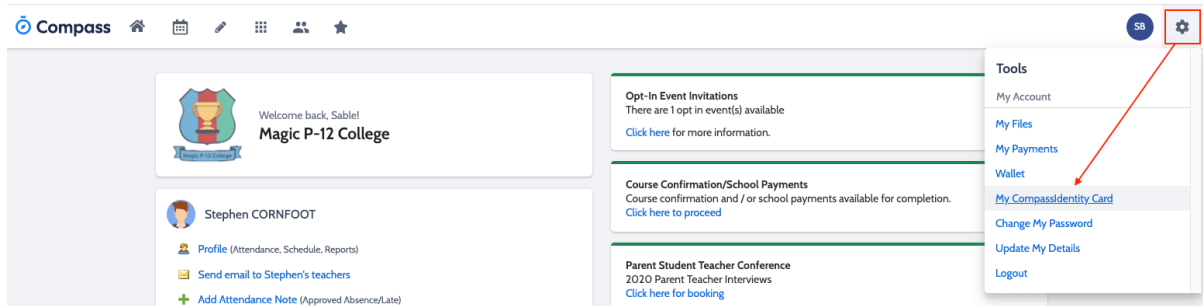 Compass
SB
Welcome back, Sable!
Magic P-12 College
Magic P-12 College
Stephen CORNFOOT
Profile (Attendance, Schedule, Reports)
Send email to Stephen's teachers
Add Attendance Note (Approved Absence/Late)
Opt-In Event Invitations
There are 1 opt in event(s) available
Click here for more information.
Course Confirmation/School Payments
Course confirmation and / or school payments available for completion.
Click here to proceed
Parent Student Teacher Conference
2020 Parent Teacher Interviews
Click here for booking
Tools
My Account
My Files
My Payments
Wallet
My CompassIdentity Card
Change My Password
Update My Details
Logout